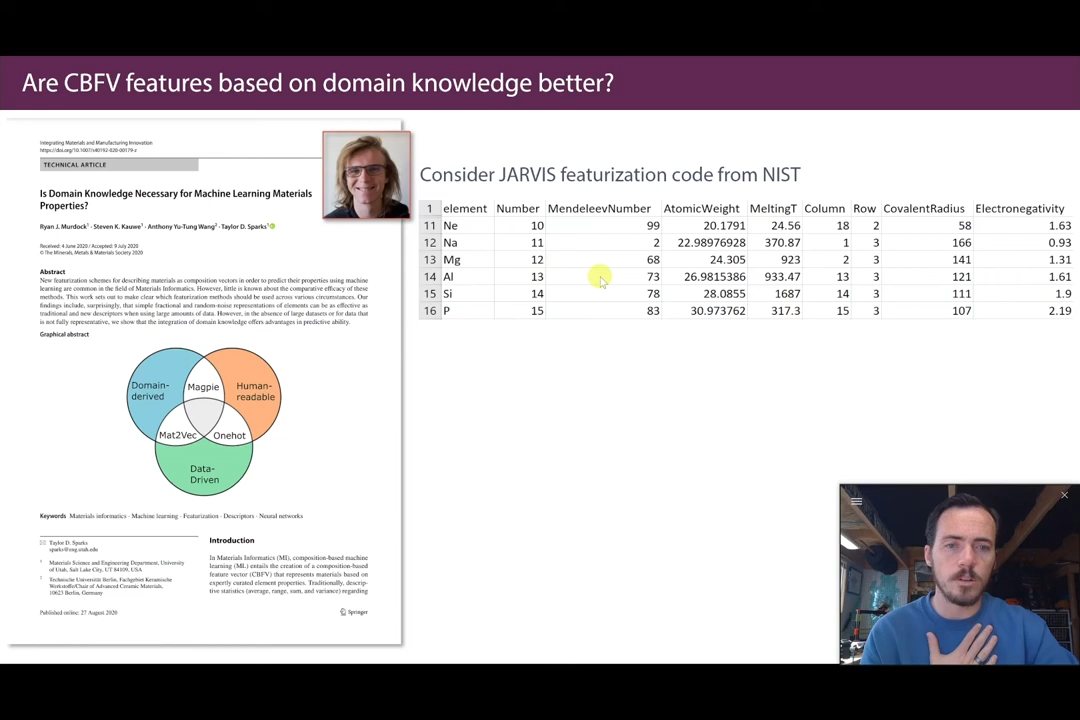 Are CBFV features based on domain knowledge better?
Integrating Materials and Manufacturing Innovation
https://doi.org/10.1007/s40192-020-00179-z
TECHNICAL ARTICLE
Is Domain Knowledge Necessary for Machine Learning Materials
Properties?
Ryan J. Murdock¹ · Steven K. Kauwe¹ · Anthony Yu-Tung Wang² · Taylor D. Sparks¹
Received: 4 June 2020 / Accepted: 9 July 2020
© The Minerals, Metals & Materials Society 2020
Abstract
New featurization schemes for describing materials as composition vectors in order to predict their properties using machine
learning are common in the field of Materials Informatics. However, little is known about the comparative efficacy of these
methods. This work sets out to make clear which featurization methods should be used across various circumstances. Our
findings include, surprisingly, that simple fractional and random-noise representations of elements can be as effective as
traditional and new descriptors when using large amounts of data. However, in the absence of large datasets or for data that
is not fully representative, we show that the integration of domain knowledge offers advantages in predictive ability.
Graphical abstract
Domain-
derived
Magpie
Human-
readable
Mat2Vec
Onehot
Data-
Driven
Keywords Materials informatics · Machine learning · Featurization · Descriptors · Neural networks
Taylor D. Sparks
sparks@eng.utah.edu
1 Materials Science and Engineering Department, University
of Utah, Salt Lake City, UT 84109, USA
2 Technische Universität Berlin, Fachgebiet Keramische
Werkstoffe/Chair of Advanced Ceramic Materials,
10623 Berlin, Germany
Introduction
In Materials Informatics (MI), composition-based machine
learning (ML) entails the creation of a composition-based
feature vector (CBFV) that represents materials based on
expertly curated element properties. Traditionally, descrip-
tive statistics (average, range, sum, and variance) regarding
Published online: 27 August 2020
Springer
Consider JARVIS featurization code from NIST
1 element Number MendeleevNumber AtomicWeight MeltingT Column Row CovalentRadius Electronegativity
11 Ne 10 99 20.1791 24.56 18 2 58 1.63
12 Na 11 2 22.98976928 370.87 1 3 166 0.93
13 Mg 12 68 24.305 923 2 3 141 1.31
14 Al 13 73 26.9815386 933.47 13 3 121 1.61
15 Si 14 78 28.0855 1687 14 3 111 1.9
16 P 15 83 30.973762 317.3 15 3 107 2.19